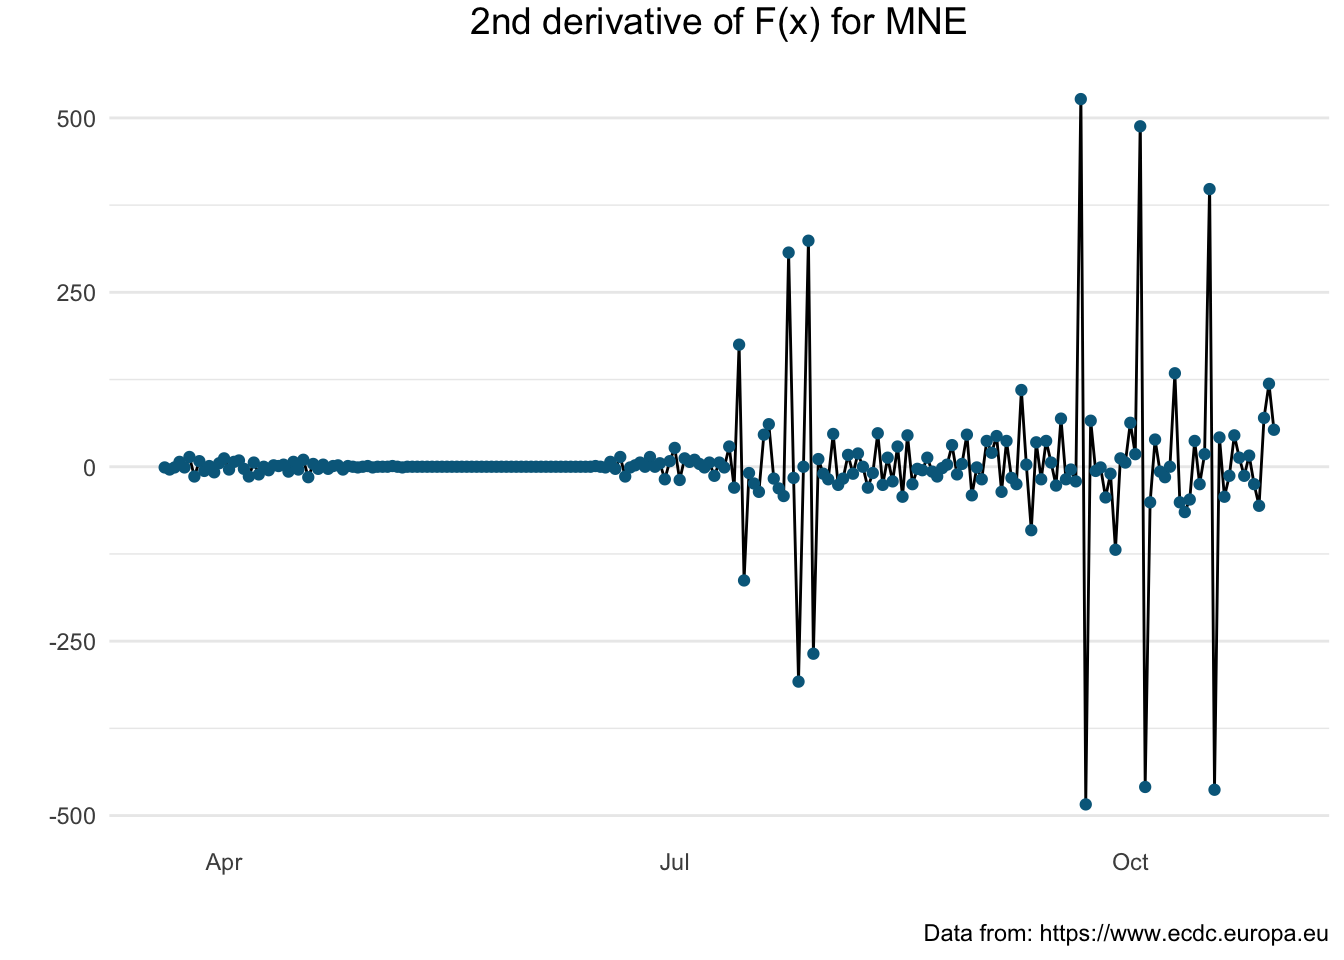 2nd derivative of F(x) for MNE
500
250
0
-250
-500
Apr Jul Oct
Data from: https://www.ecdc.europa.eu